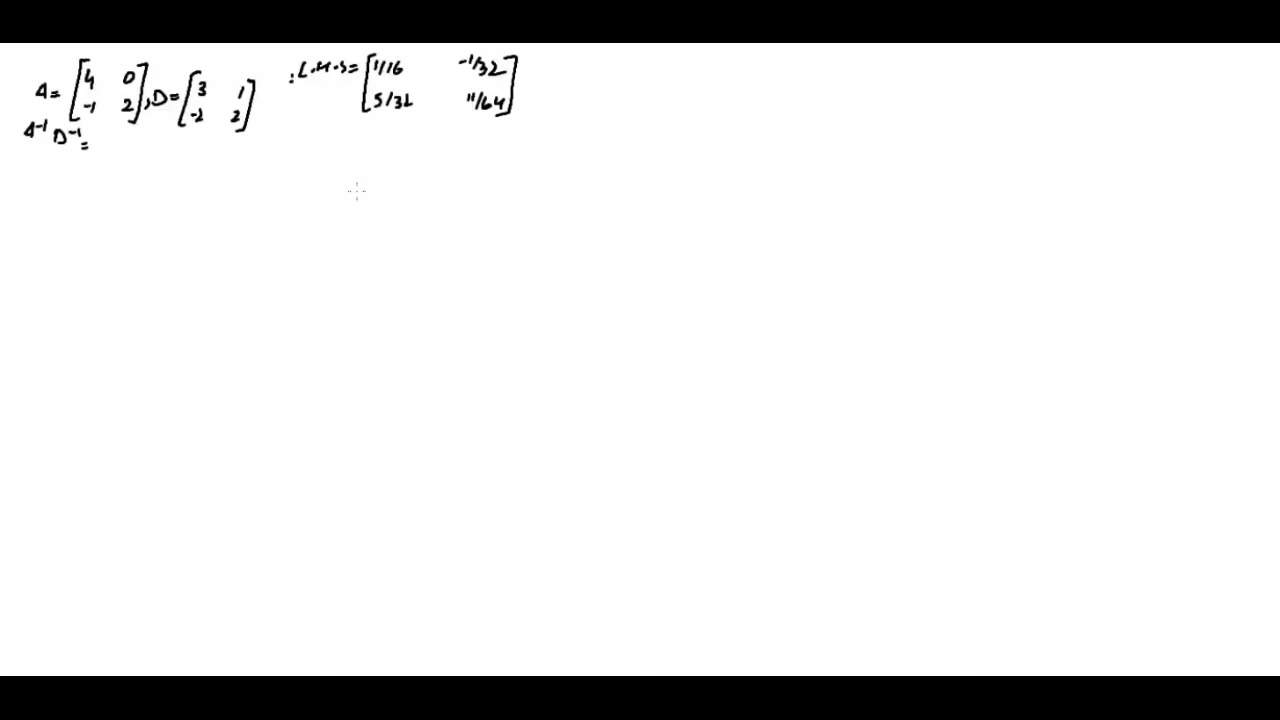 A = [4 0; -1 2], D = [3 1; -2 2] : L.H.S = [1/16 -1/32; 5/32 11/64]
A⁻¹ D⁻¹ =